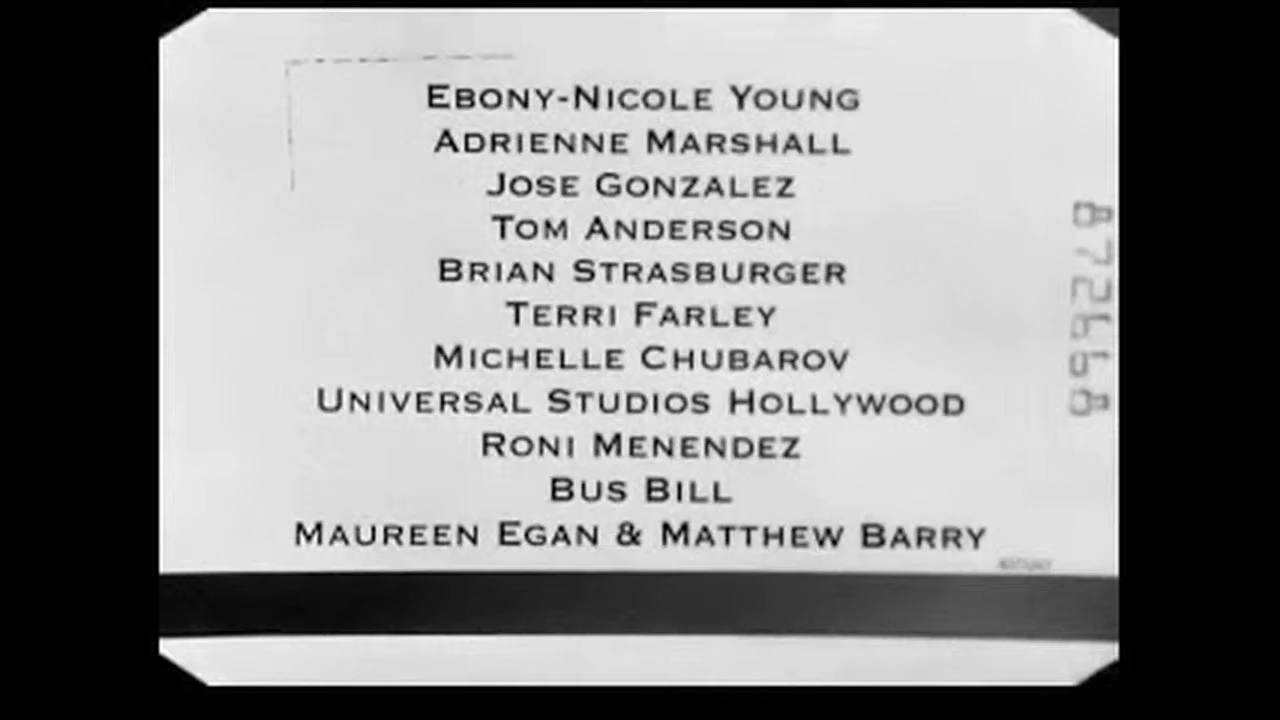 EBONY-NICOLE YOUNG
ADRIENNE MARSHALL
JOSE GONZALEZ
TOM ANDERSON
BRIAN STRASBURGER
TERRI FARLEY
MICHELLE CHUBAROV
UNIVERSAL STUDIOS HOLLYWOOD
RONI MENENDEZ
BUS BILL
MAUREEN EGAN & MATTHEW BARRY
872668